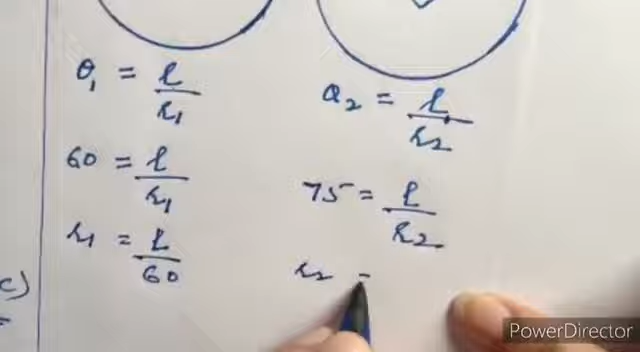 θ₁ = l/r₁
60 = l/r₁
r₁ = l/60
θ₂ = l/r₂
75 = l/r₂
r₂ =
c)
PowerDirector